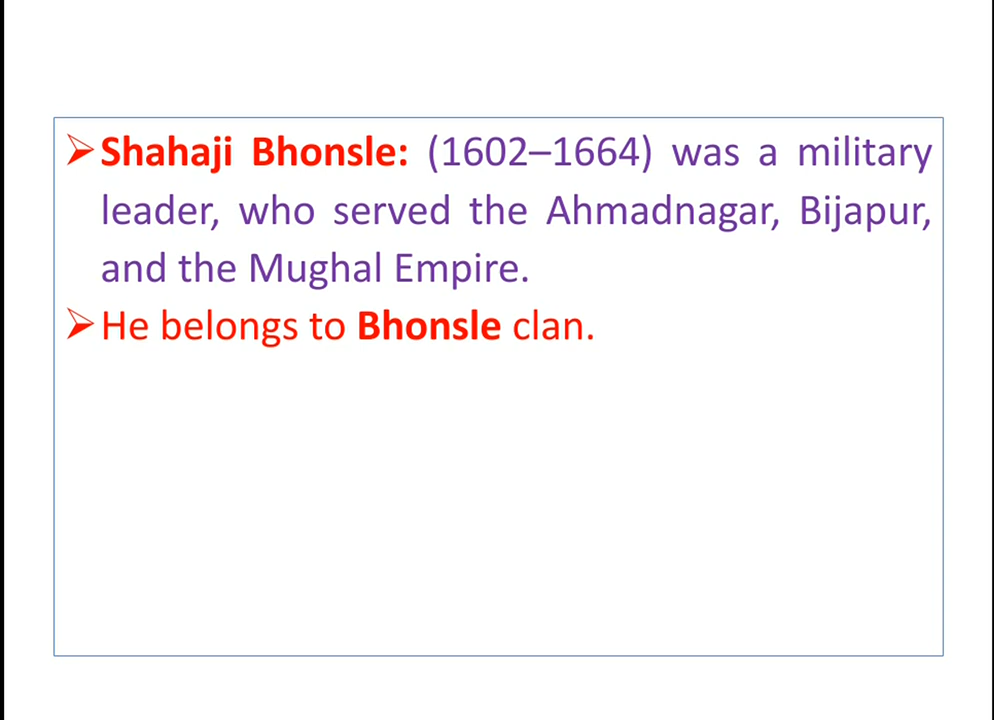 ➢Shahaji Bhonsle: (1602–1664) was a military
leader, who served the Ahmadnagar, Bijapur,
and the Mughal Empire.
➢He belongs to Bhonsle clan.